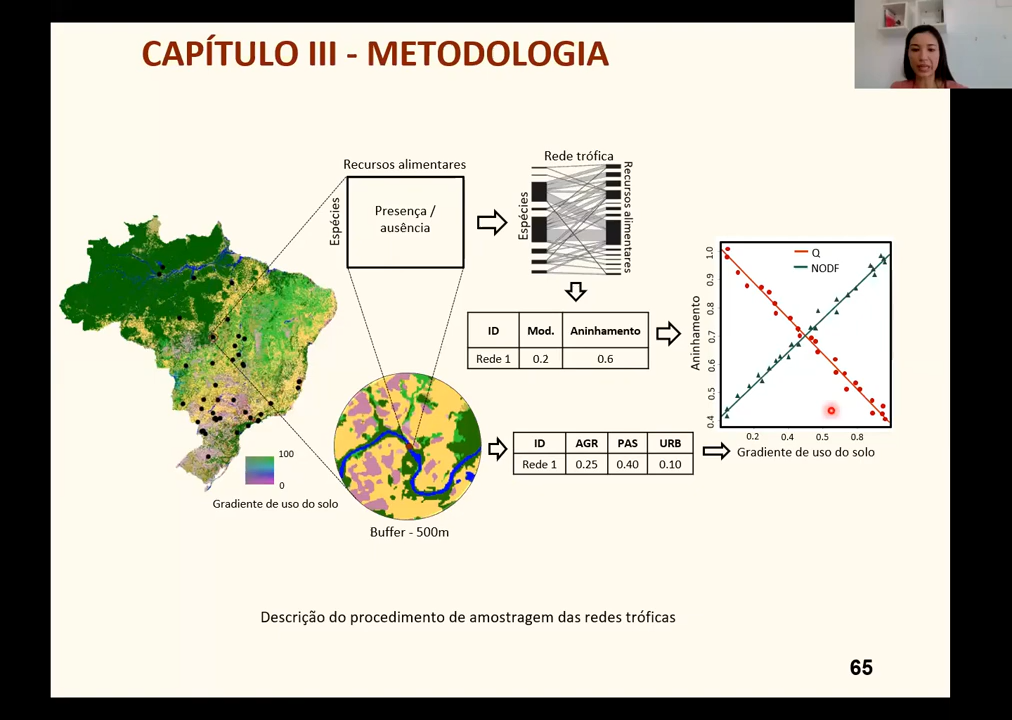 CAPÍTULO III - METODOLOGIA
Recursos alimentares
Espécies
Presença /
ausência
Rede trófica
Espécies
Recursos alimentares
ID Mod. Aninhamento
Rede 1 0.2 0.6
Q
NODF
Aninhamento
1.0
0.9
0.8
0.7
0.6
0.5
0.4
0.2 0.4 0.5 0.8
Gradiente de uso do solo
ID AGR PAS URB
Rede 1 0.25 0.40 0.10
100
0
Gradiente de uso do solo
Buffer - 500m
Descrição do procedimento de amostragem das redes tróficas
65